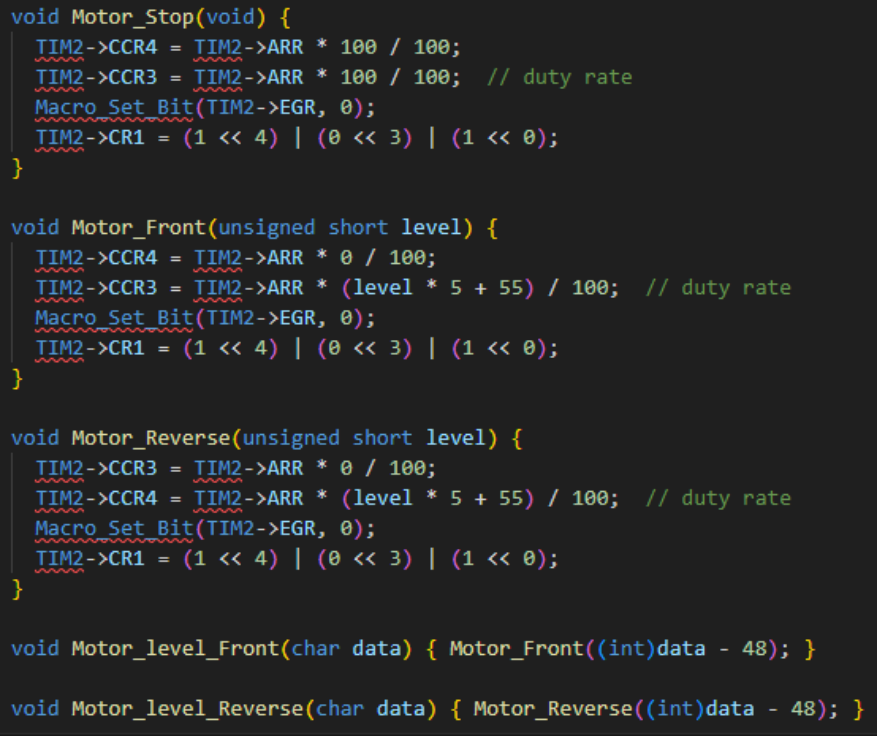 void Motor_Stop(void) {
  TIM2->CCR4 = TIM2->ARR * 100 / 100;
  TIM2->CCR3 = TIM2->ARR * 100 / 100;  // duty rate
  Macro_Set_Bit(TIM2->EGR, 0);
  TIM2->CR1 = (1 << 4) | (0 << 3) | (1 << 0);
}

void Motor_Front(unsigned short level) {
  TIM2->CCR4 = TIM2->ARR * 0 / 100;
  TIM2->CCR3 = TIM2->ARR * (level * 5 + 55) / 100;  // duty rate
  Macro_Set_Bit(TIM2->EGR, 0);
  TIM2->CR1 = (1 << 4) | (0 << 3) | (1 << 0);
}

void Motor_Reverse(unsigned short level) {
  TIM2->CCR3 = TIM2->ARR * 0 / 100;
  TIM2->CCR4 = TIM2->ARR * (level * 5 + 55) / 100;  // duty rate
  Macro_Set_Bit(TIM2->EGR, 0);
  TIM2->CR1 = (1 << 4) | (0 << 3) | (1 << 0);
}

void Motor_level_Front(char data) { Motor_Front((int)data - 48); }

void Motor_level_Reverse(char data) { Motor_Reverse((int)data - 48); }